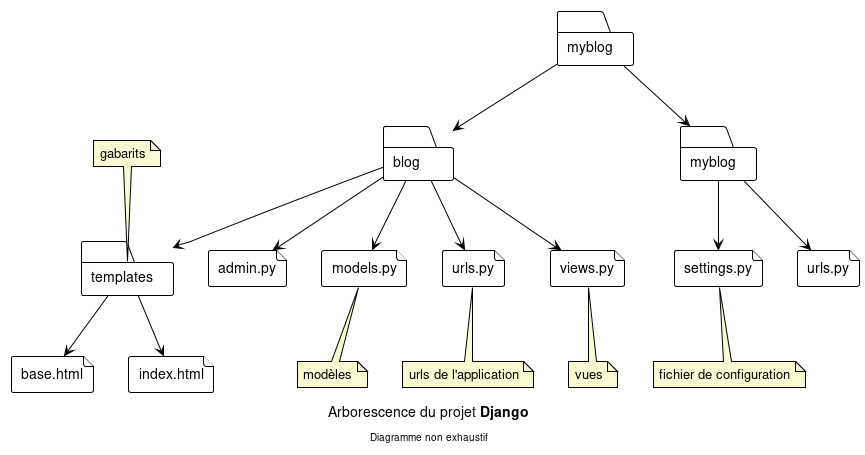 myblog
blog
myblog
gabarits
templates
admin.py
models.py
urls.py
views.py
settings.py
urls.py
base.html
index.html
modèles
urls de l'application
vues
fichier de configuration
Arborescence du projet Django
Diagramme non exhaustif